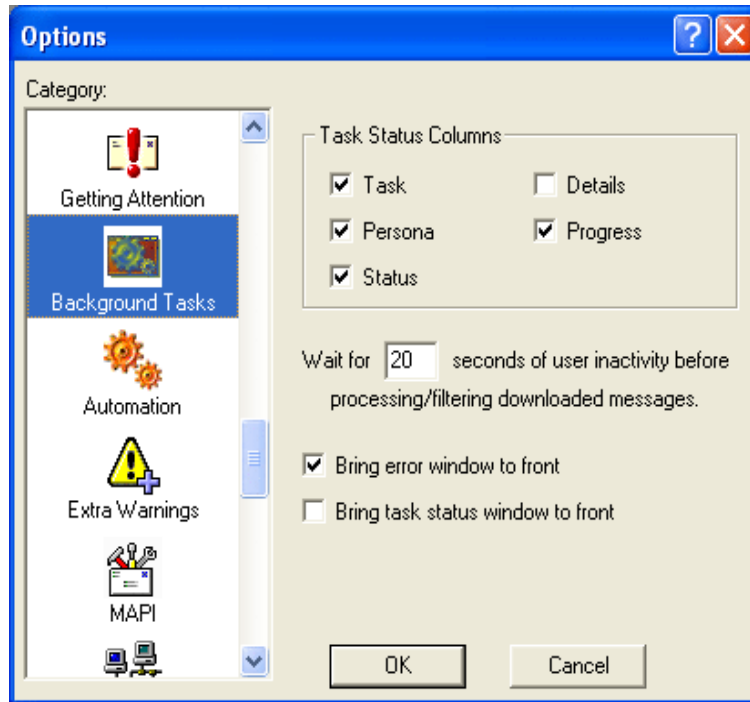 Options
Category:
Getting Attention
Background Tasks
Automation
Extra Warnings
MAPI
Task Status Columns
Task
Details
Persona
Progress
Status
Wait for 20 seconds of user inactivity before
processing/filtering downloaded messages.
Bring error window to front
Bring task status window to front
OK
Cancel